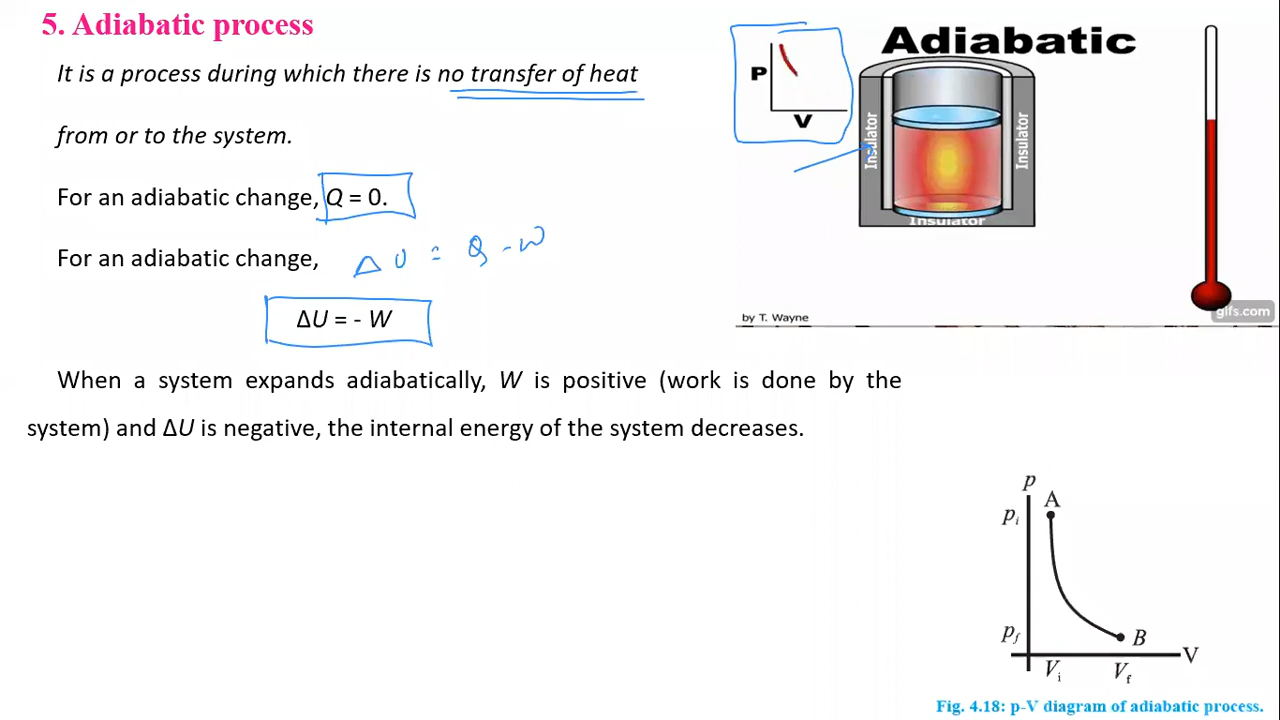 5. Adiabatic process
It is a process during which there is no transfer of heat
from or to the system.
For an adiabatic change, Q = 0.
For an adiabatic change, Δ U = Q - W
ΔU = - W
When a system expands adiabatically, W is positive (work is done by the
system) and ΔU is negative, the internal energy of the system decreases.
Adiabatic
P
V
Insulator
Insulator
Insulator
by T. Wayne
gifs.com
p
A
pi
pf
B
V
Vi
Vf
Fig. 4.18: p-V diagram of adiabatic process.